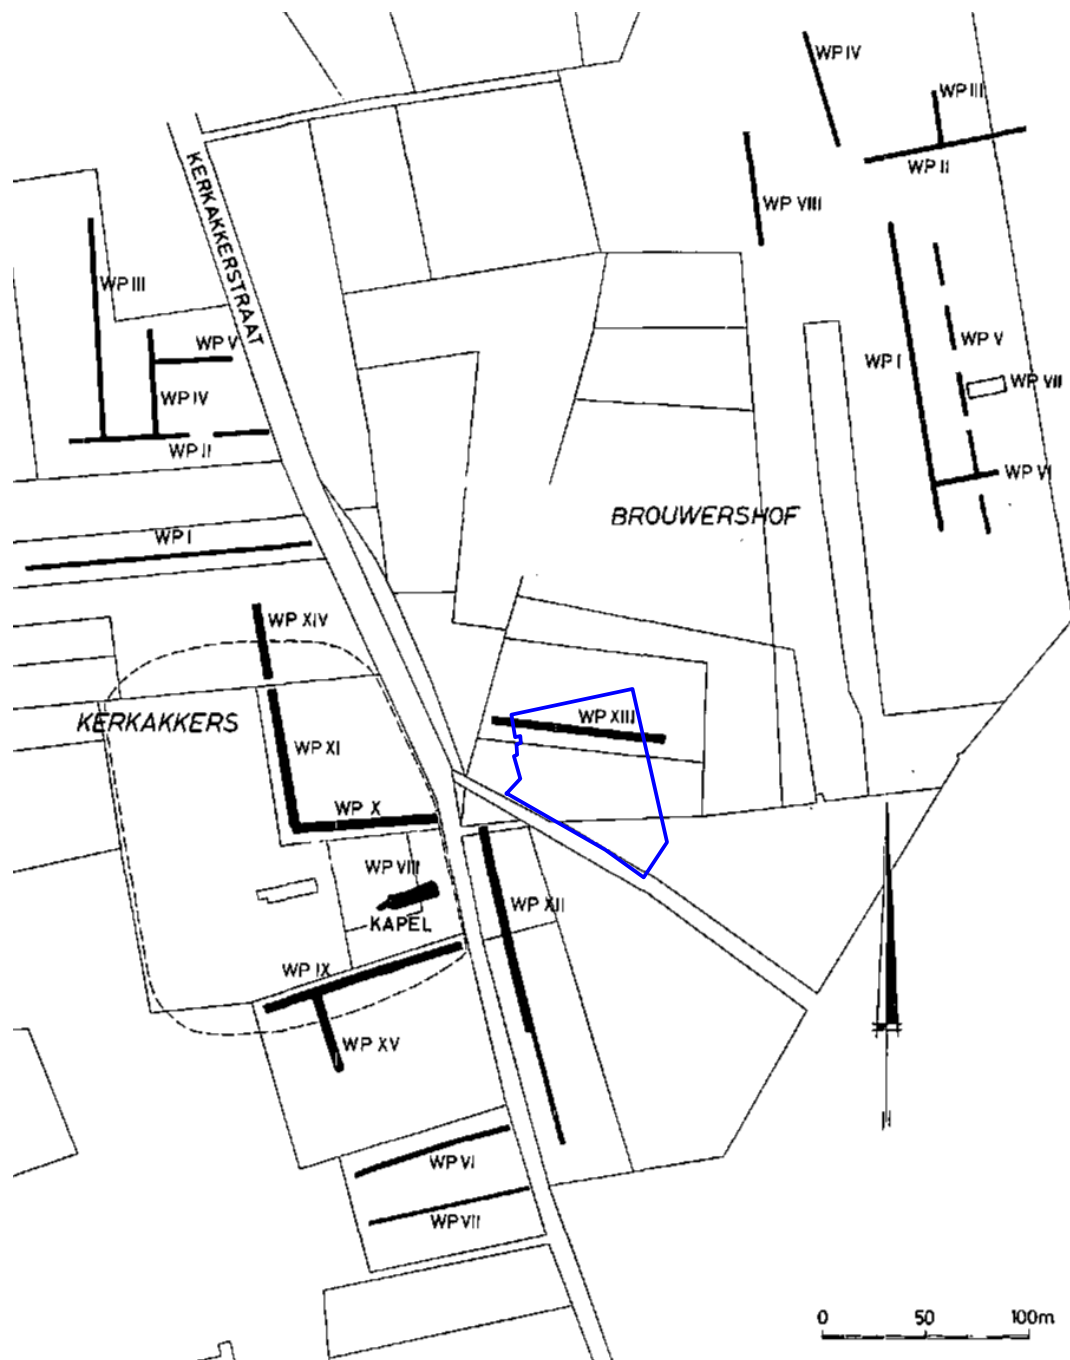 WP IV
WP III
WP II
KERKAKKERSTRAAT
WP VIII
WP III
WP V
WP V
WP I
WP VII
WP IV
WP II
WP VI
BROUWERSHOF
WP I
WP XIV
KERKAKKERS
WP XIII
WP XI
WP X
WP VIII
WP XII
KAPEL
WP IX
WP XV
WP VI
WP VII
0 50 100m